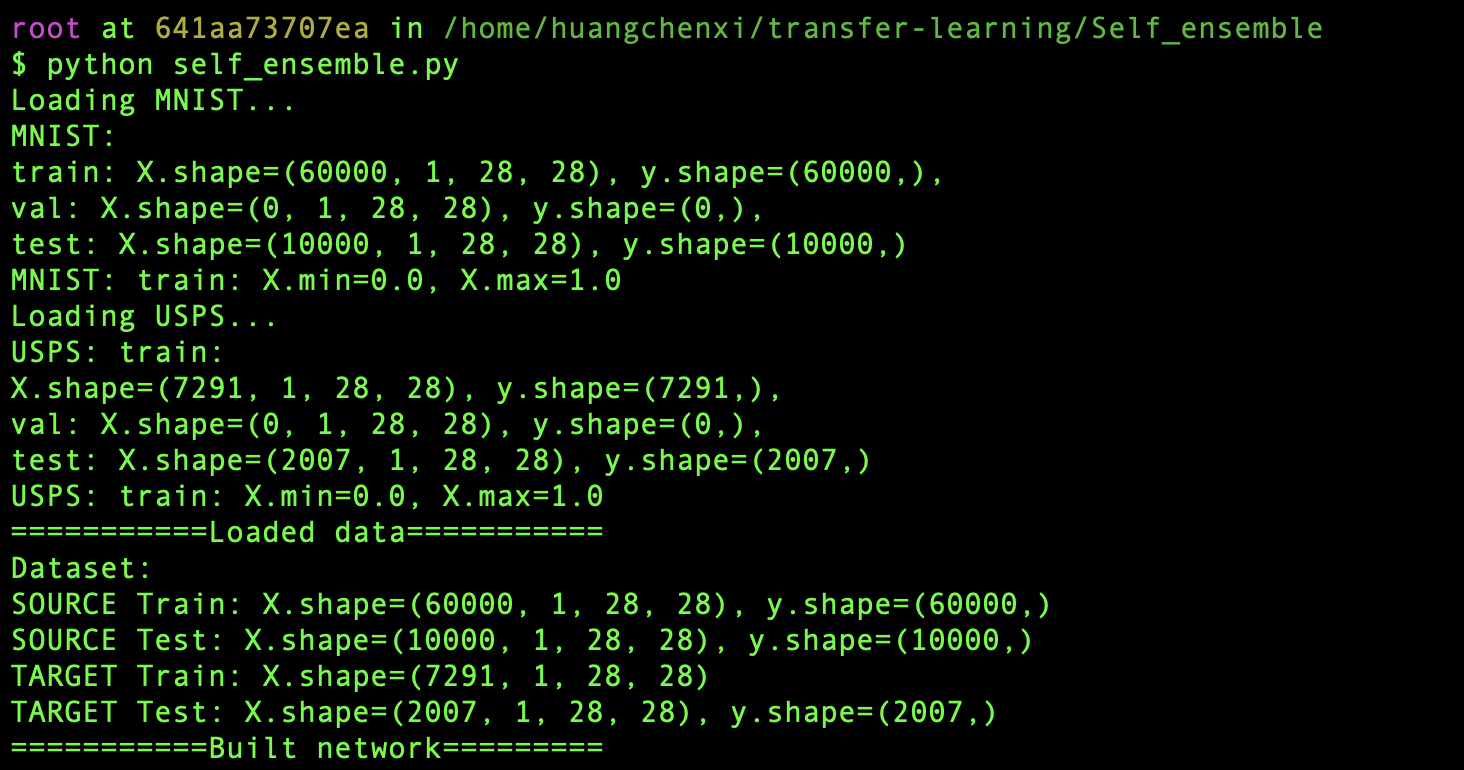 root at 641aa73707ea in /home/huangchenxi/transfer-learning/Self_ensemble
$ python self_ensemble.py
Loading MNIST...
MNIST:
train: X.shape=(60000, 1, 28, 28), y.shape=(60000,),
val: X.shape=(0, 1, 28, 28), y.shape=(0,),
test: X.shape=(10000, 1, 28, 28), y.shape=(10000,)
MNIST: train: X.min=0.0, X.max=1.0
Loading USPS...
USPS: train:
X.shape=(7291, 1, 28, 28), y.shape=(7291,),
val: X.shape=(0, 1, 28, 28), y.shape=(0,),
test: X.shape=(2007, 1, 28, 28), y.shape=(2007,)
USPS: train: X.min=0.0, X.max=1.0
===========Loaded data===========
Dataset:
SOURCE Train: X.shape=(60000, 1, 28, 28), y.shape=(60000,)
SOURCE Test: X.shape=(10000, 1, 28, 28), y.shape=(10000,)
TARGET Train: X.shape=(7291, 1, 28, 28)
TARGET Test: X.shape=(2007, 1, 28, 28), y.shape=(2007,)
===========Built network=========